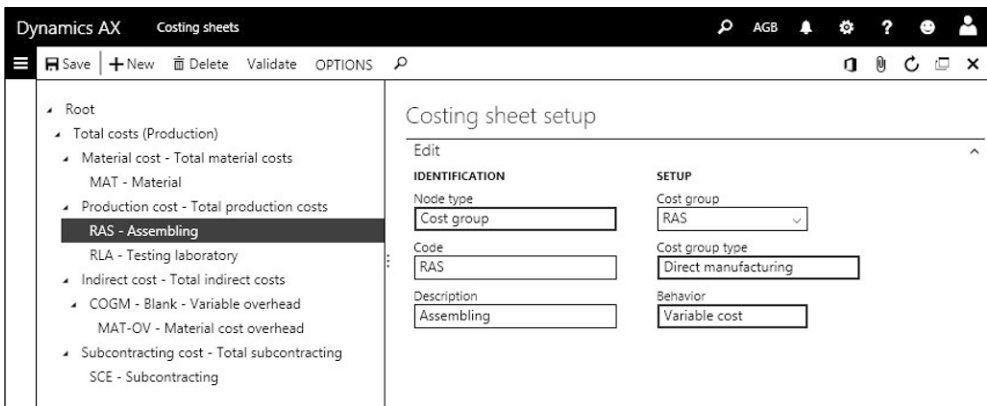 Dynamics AX Costing sheets AGB ?
Save New Delete Validate OPTIONS
Root
Total costs (Production)
Material cost - Total material costs
MAT - Material
Production cost - Total production costs
RAS - Assembling
RLA - Testing laboratory
Indirect cost - Total indirect costs
COGM - Blank - Variable overhead
MAT-OV - Material cost overhead
Subcontracting cost - Total subcontracting
SCE - Subcontracting
Costing sheet setup
Edit
IDENTIFICATION SETUP
Node type Cost group
Cost group RAS
Code Cost group type
RAS Direct manufacturing
Description Behavior
Assembling Variable cost